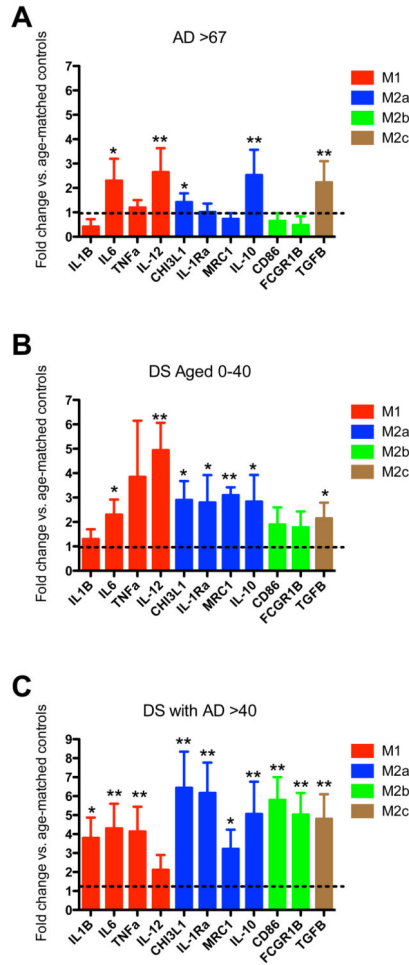 A
AD >67
Fold change vs. age-matched controls
7
6
5
4
3
2
1
0
* ** * ** **
IL1B IL6 TNFa IL-12 CHI3L1 IL-1Ra MRC1 IL-10 CD86 FCGR1B TGFB
M1
M2a
M2b
M2c
B
DS Aged 0-40
Fold change vs. age-matched controls
7
6
5
4
3
2
1
0
* ** * * ** * *
IL1B IL6 TNFa IL-12 CHI3L1 IL-1Ra MRC1 IL-10 CD86 FCGR1B TGFB
M1
M2a
M2b
M2c
C
DS with AD >40
Fold change vs. age-matched controls
9
8
7
6
5
4
3
2
1
0
* ** ** ** ** * ** ** ** **
IL1B IL6 TNFa IL-12 CHI3L1 IL-1Ra MRC1 IL-10 CD86 FCGR1B TGFB
M1
M2a
M2b
M2c